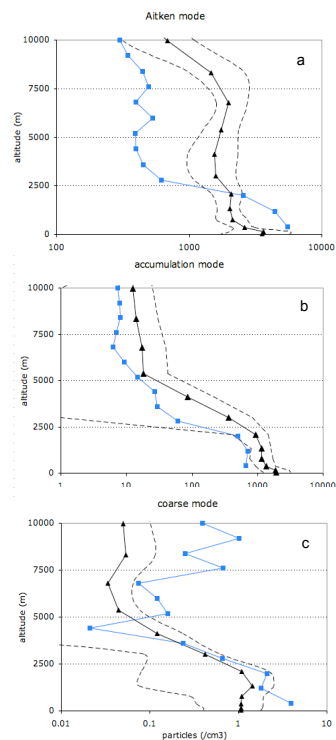 Aitken mode
10000
a
7500
altitude (m)
5000
2500
0
100 1000 10000
accumulation mode
10000
b
7500
altitude (m)
5000
2500
0
1 10 100 1000 10000
coarse mode
10000
c
7500
altitude (m)
5000
2500
0
0.01 0.1 1 10
particles (/cm3)